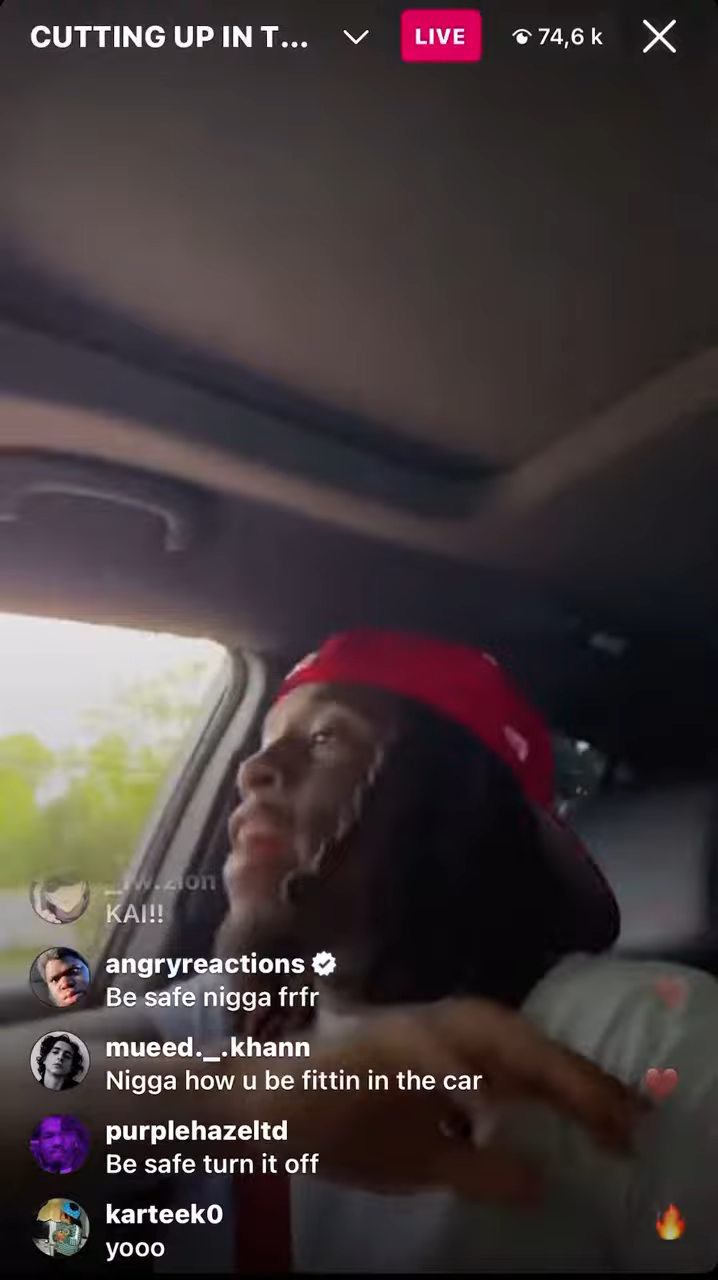 CUTTING UP IN T...
LIVE
74,6 k
KAI!!
angryreactions
Be safe nigga frfr
mueed._.khann
Nigga how u be fittin in the car
purplehazeltd
Be safe turn it off
karteek0
yooo